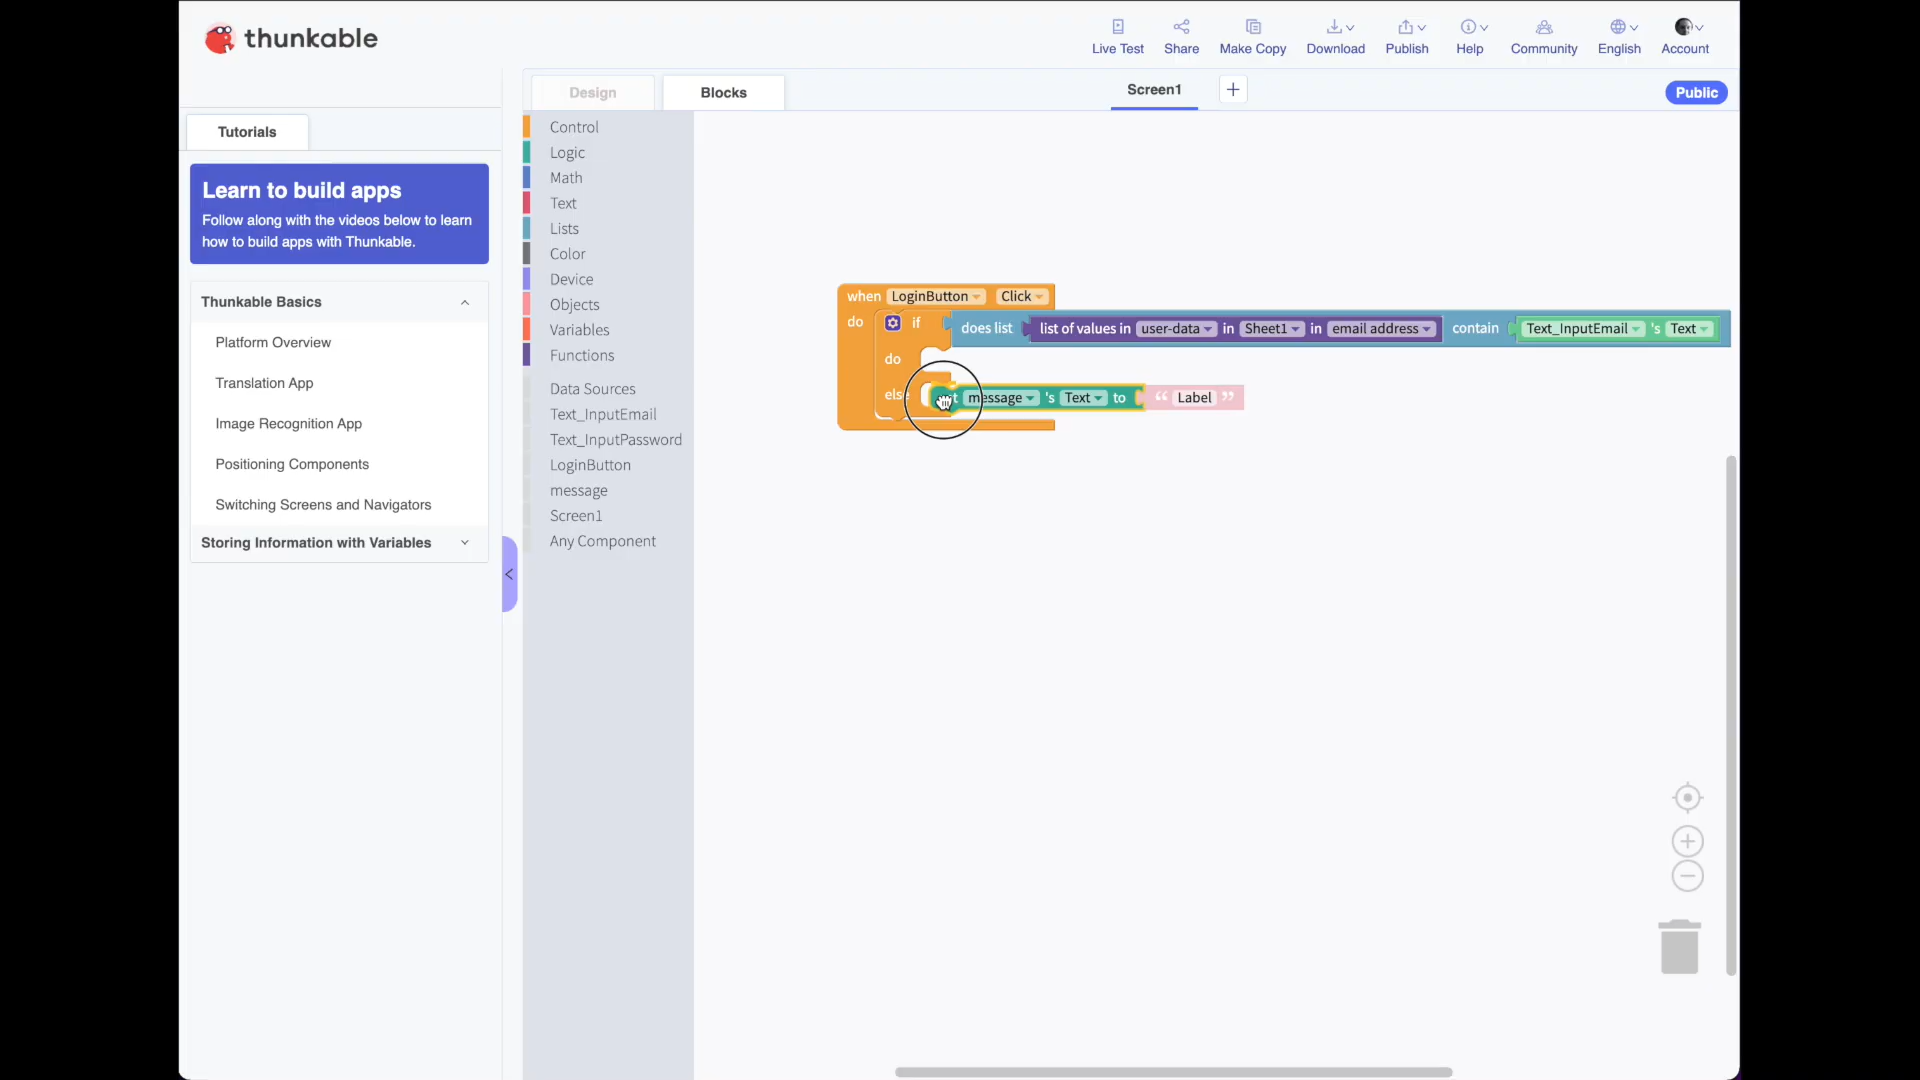 thunkable
Live Test
Share
Make Copy
Download
Publish
Help
Community
English
Account
Design
Blocks
Screen1
+
Public
Tutorials
Learn to build apps
Follow along with the videos below to learn
how to build apps with Thunkable.
Thunkable Basics
Platform Overview
Translation App
Image Recognition App
Positioning Components
Switching Screens and Navigators
Storing Information with Variables
Control
Logic
Math
Text
Lists
Color
Device
Objects
Variables
Functions
Data Sources
Text_InputEmail
Text_InputPassword
LoginButton
message
Screen1
Any Component
when LoginButton Click
do if does list list of values in user-data in Sheet1 in email address contain Text_InputEmail 's Text
do
else message 's Text to “ Label ”